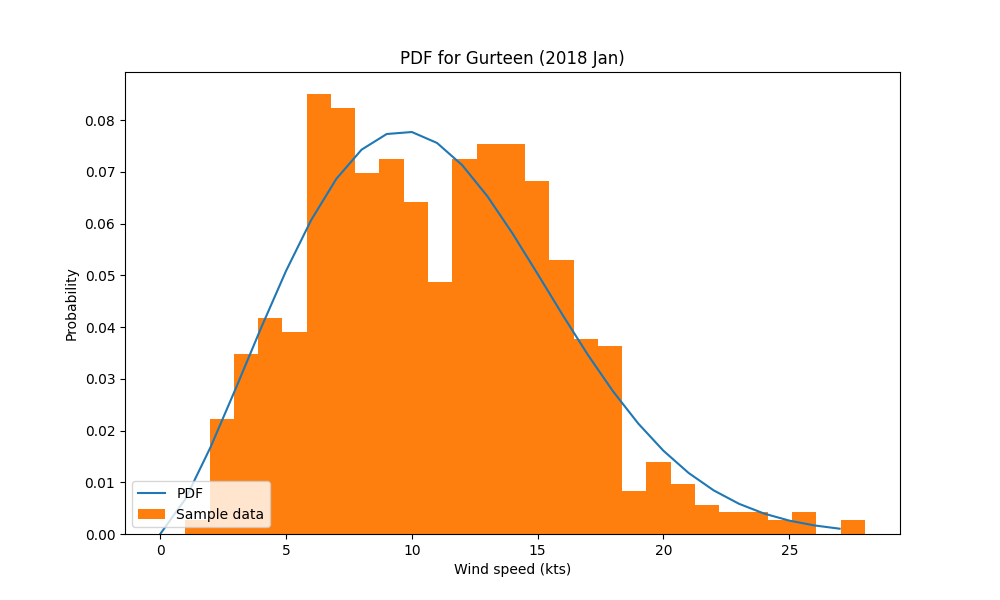 PDF for Gurteen (2018 Jan)
Probability
0.08
0.07
0.06
0.05
0.04
0.03
0.02
0.01
0.00
PDF
Sample data
0 5 10 15 20 25
Wind speed (kts)